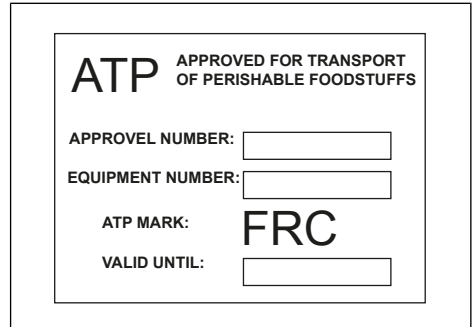 ATP APPROVED FOR TRANSPORT
OF PERISHABLE FOODSTUFFS
APPROVEL NUMBER:
EQUIPMENT NUMBER:
ATP MARK: FRC
VALID UNTIL: